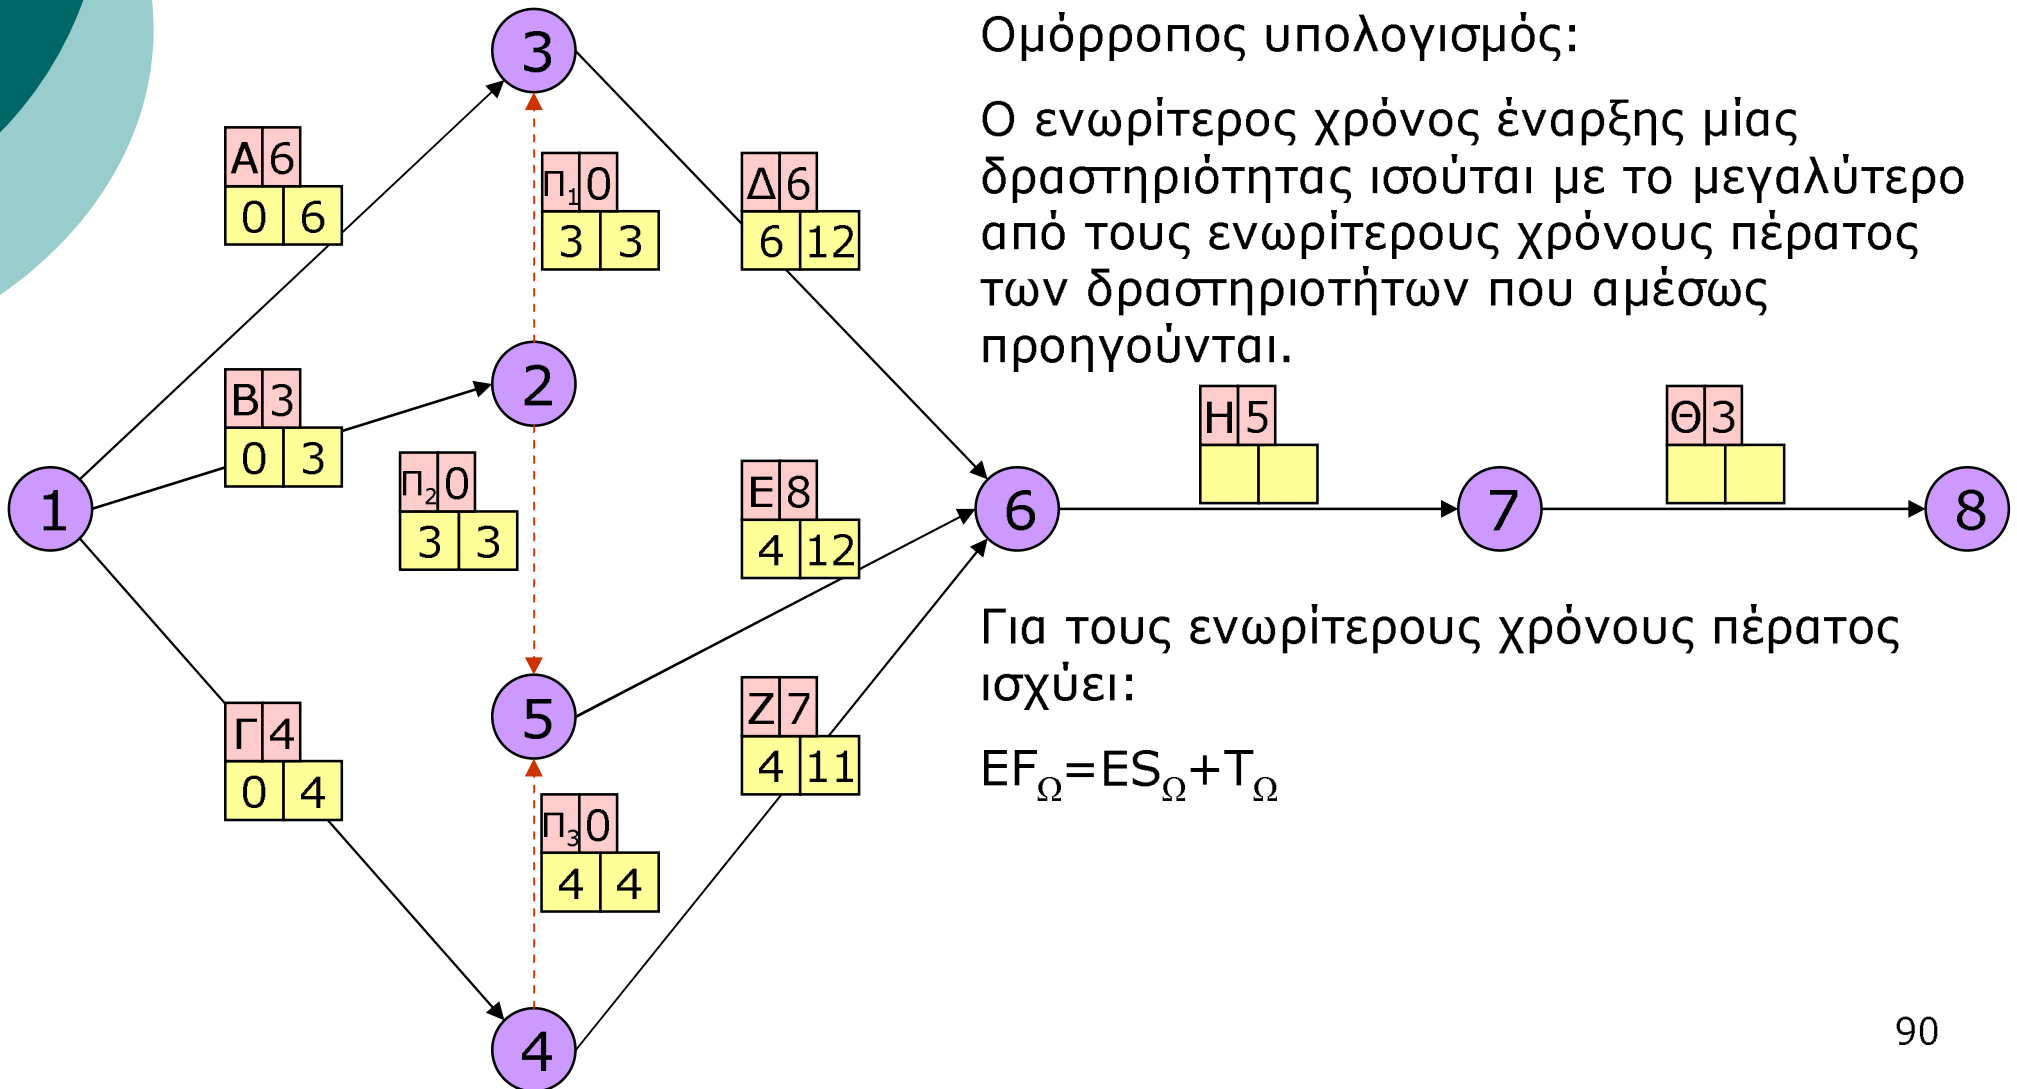 Ομόρροπος υπολογισμός:
Ο ενωρίτερος χρόνος έναρξης μίας
δραστηριότητας ισούται με το μεγαλύτερο
από τους ενωρίτερους χρόνους πέρατος
των δραστηριοτήτων που αμέσως
προηγούνται.
3
Α 6
0 6
Π1 0
3 3
Δ 6
6 12
2
Β 3
0 3
Π2 0
3 3
1
Ε 8
4 12
6
Η 5
7
Θ 3
8
Γ 4
0 4
5
Ζ 7
4 11
Π3 0
4 4
4
Για τους ενωρίτερους χρόνους πέρατος
ισχύει:
EFΩ=ESΩ+TΩ
90